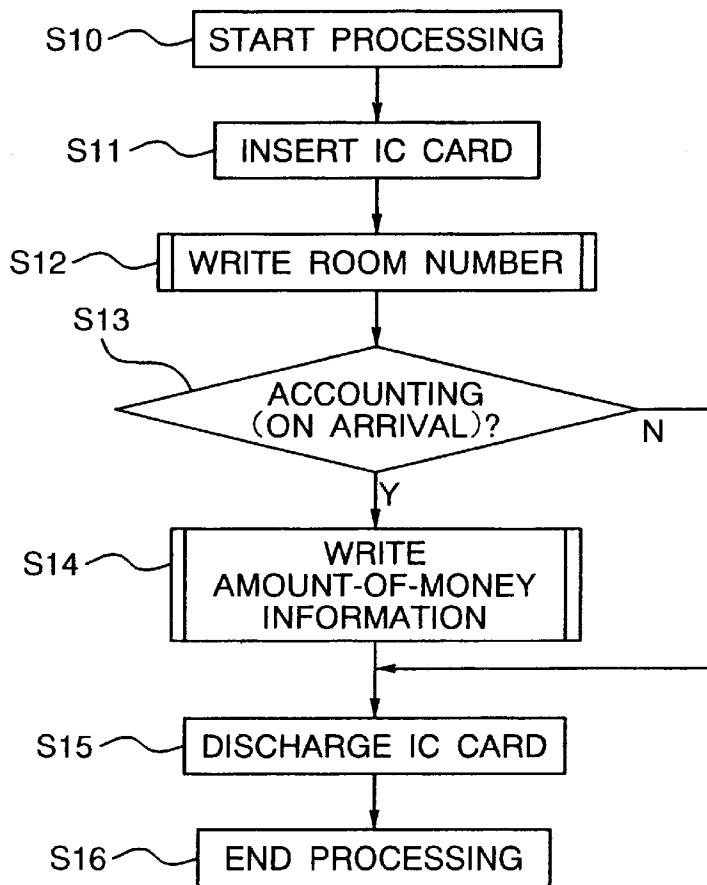 S10 START PROCESSING
S11 INSERT IC CARD
S12 WRITE ROOM NUMBER
S13
ACCOUNTING
(ON ARRIVAL)?
N
Y
S14
WRITE
AMOUNT-OF-MONEY
INFORMATION
S15 DISCHARGE IC CARD
S16 END PROCESSING